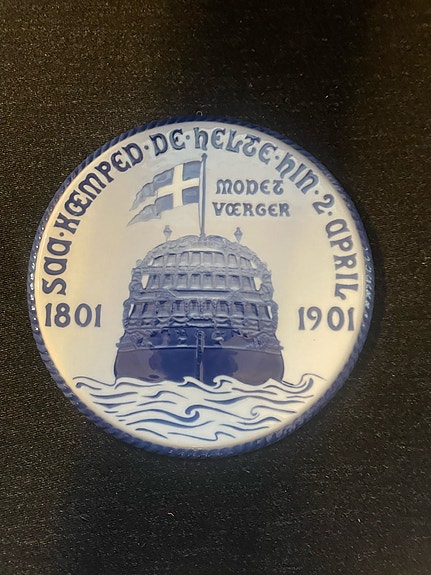 SAA · KÆMPED · DE · HELTE · HIN · 2 · APRIL
MODET
VÆRGER
1801
1901